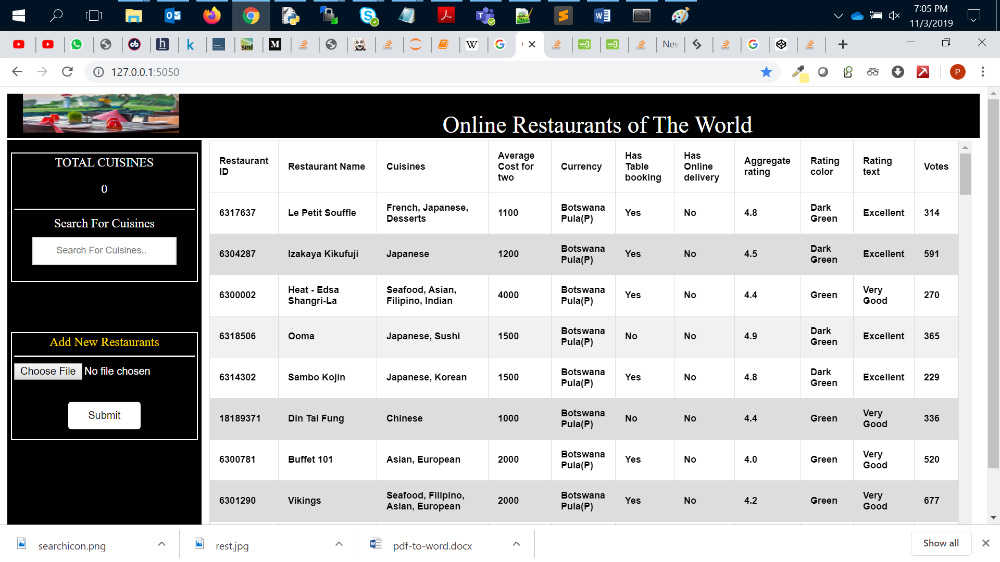 7:05 PM
11/3/2019
New
127.0.0.1:5050
P
Online Restaurants of The World
TOTAL CUISINES
0
Search For Cuisines
Search For Cuisines..
Add New Restaurants
Choose File No file chosen
Submit
Restaurant ID Restaurant Name Cuisines Average Cost for two Currency Has Table booking Has Online delivery Aggregate rating Rating color Rating text Votes
6317637 Le Petit Souffle French, Japanese, Desserts 1100 Botswana Pula(P) Yes No 4.8 Dark Green Excellent 314
6304287 Izakaya Kikufuji Japanese 1200 Botswana Pula(P) Yes No 4.5 Dark Green Excellent 591
6300002 Heat - Edsa Shangri-La Seafood, Asian, Filipino, Indian 4000 Botswana Pula(P) Yes No 4.4 Green Very Good 270
6318506 Ooma Japanese, Sushi 1500 Botswana Pula(P) No No 4.9 Dark Green Excellent 365
6314302 Sambo Kojin Japanese, Korean 1500 Botswana Pula(P) Yes No 4.8 Dark Green Excellent 229
18189371 Din Tai Fung Chinese 1000 Botswana Pula(P) No No 4.4 Green Very Good 336
6300781 Buffet 101 Asian, European 2000 Botswana Pula(P) Yes No 4.0 Green Very Good 520
6301290 Vikings Seafood, Filipino, Asian, European 2000 Botswana Pula(P) Yes No 4.2 Green Very Good 677
searchicon.png
rest.jpg
pdf-to-word.docx
Show all